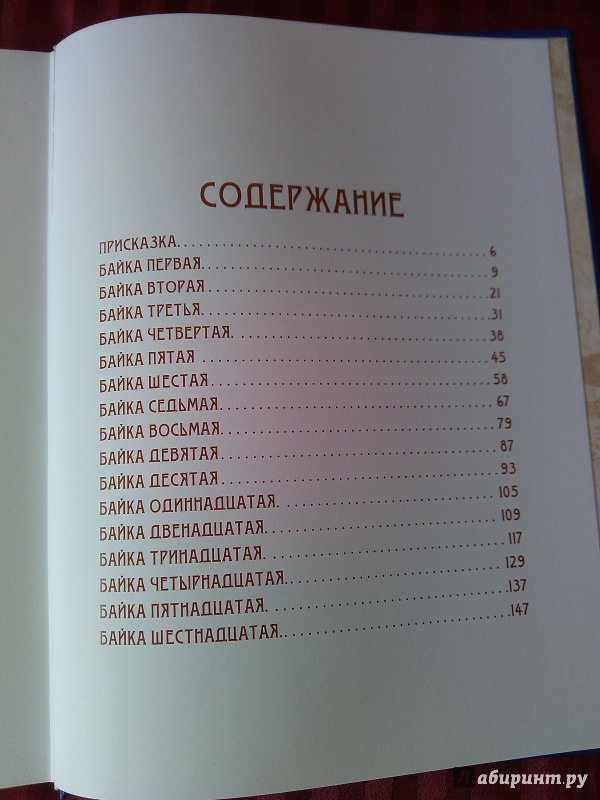 СОДЕРЖАНИЕ
ПРИСКАЗКА. . . . . . . . . . . . . . . . . . . . . . . . . . . . . . . . . . . . . . . . 6
БАЙКА ПЕРВАЯ. . . . . . . . . . . . . . . . . . . . . . . . . . . . . . . . . . . . . 9
БАЙКА ВТОРАЯ . . . . . . . . . . . . . . . . . . . . . . . . . . . . . . . . . . . . 21
БАЙКА ТРЕТЬЯ. . . . . . . . . . . . . . . . . . . . . . . . . . . . . . . . . . . . . 31
БАЙКА ЧЕТВЕРТАЯ. . . . . . . . . . . . . . . . . . . . . . . . . . . . . . . . . 38
БАЙКА ПЯТАЯ . . . . . . . . . . . . . . . . . . . . . . . . . . . . . . . . . . . . . 45
БАЙКА ШЕСТАЯ. . . . . . . . . . . . . . . . . . . . . . . . . . . . . . . . . . . . 58
БАЙКА СЕДЬМАЯ. . . . . . . . . . . . . . . . . . . . . . . . . . . . . . . . . . . 67
БАЙКА ВОСЬМАЯ. . . . . . . . . . . . . . . . . . . . . . . . . . . . . . . . . . . 79
БАЙКА ДЕВЯТАЯ . . . . . . . . . . . . . . . . . . . . . . . . . . . . . . . . . . . 87
БАЙКА ДЕСЯТАЯ . . . . . . . . . . . . . . . . . . . . . . . . . . . . . . . . . . . 93
БАЙКА ОДИННАДЦАТАЯ. . . . . . . . . . . . . . . . . . . . . . . . . . . . 105
БАЙКА ДВЕНАДЦАТАЯ. . . . . . . . . . . . . . . . . . . . . . . . . . . . . 109
БАЙКА ТРИНАДЦАТАЯ. . . . . . . . . . . . . . . . . . . . . . . . . . . . . 117
БАЙКА ЧЕТЫРНАДЦАТАЯ. . . . . . . . . . . . . . . . . . . . . . . . . . . 129
БАЙКА ПЯТНАДЦАТАЯ. . . . . . . . . . . . . . . . . . . . . . . . . . . . . 137
БАЙКА ШЕСТНАДЦАТАЯ. . . . . . . . . . . . . . . . . . . . . . . . . . . . 147
Лабиринт.ру